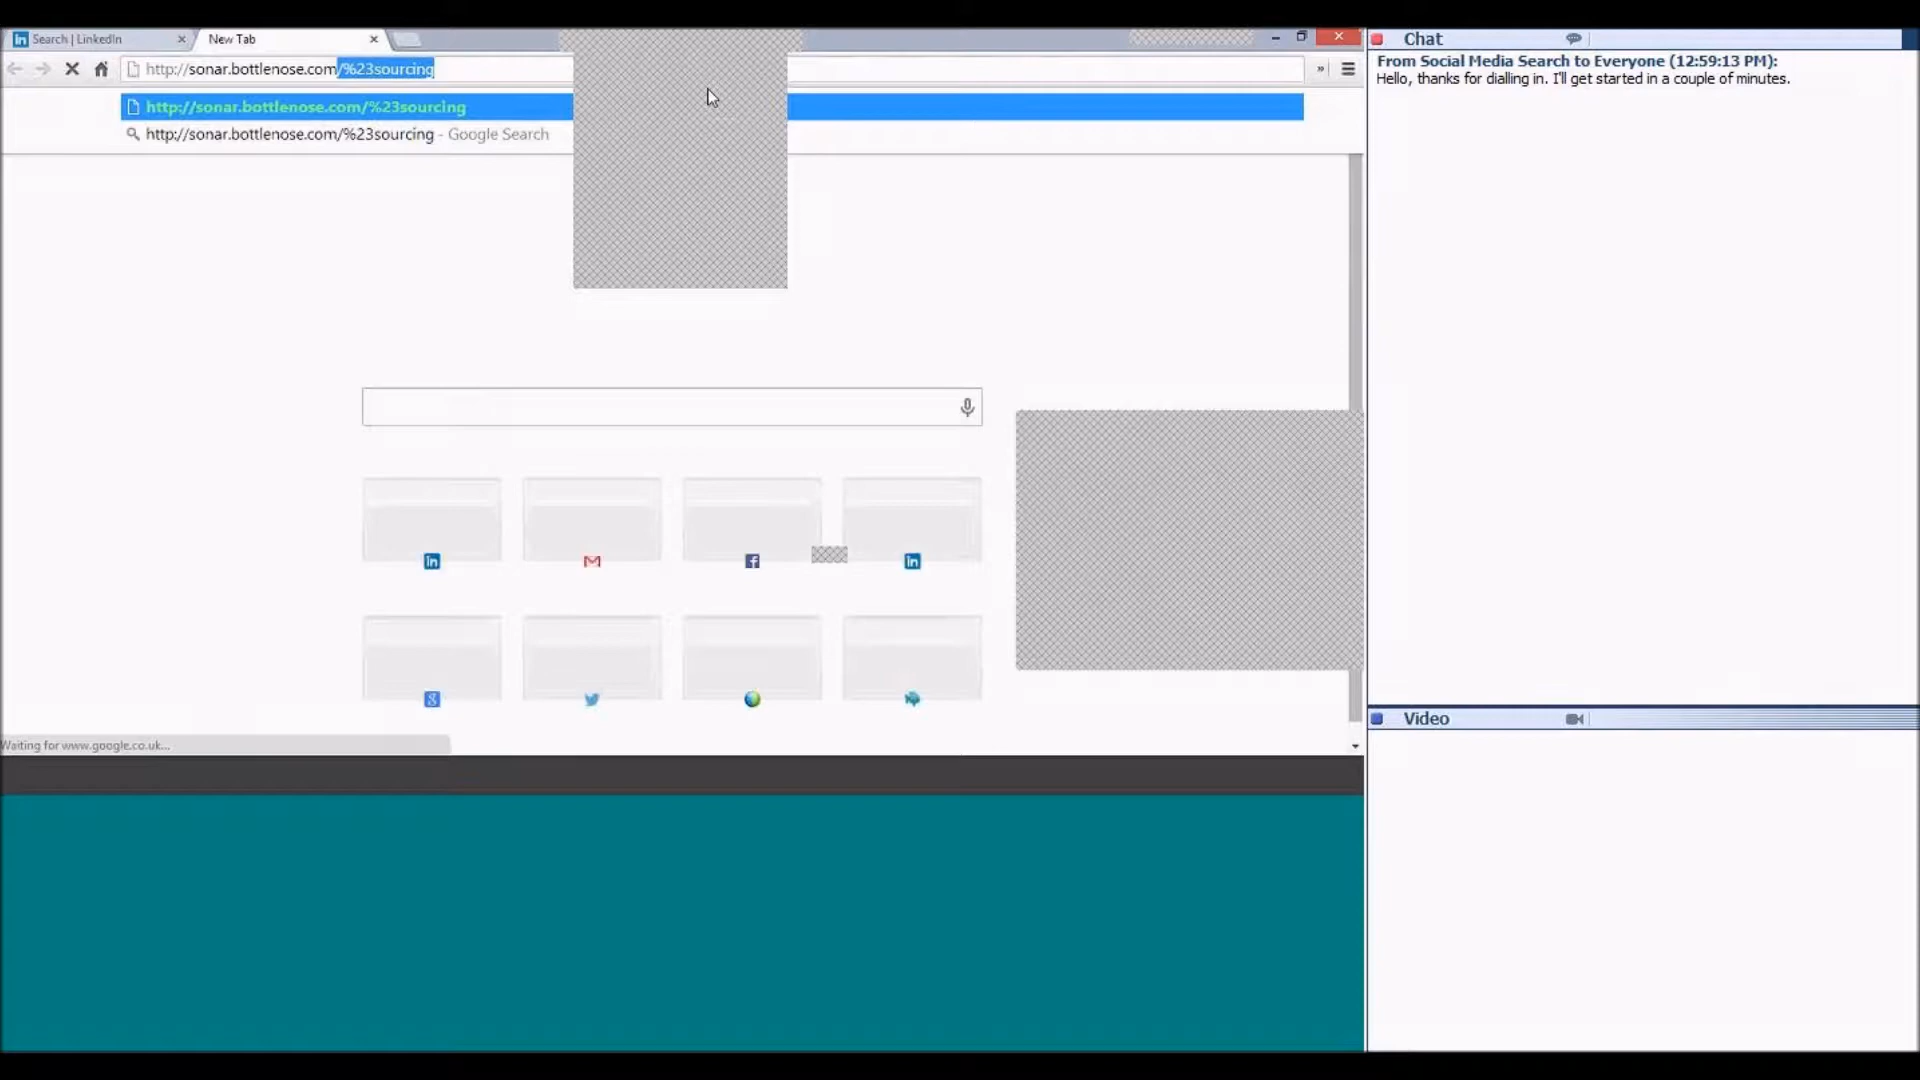 Search | LinkedIn
New Tab
http://sonar.bottlenose.com/%23sourcing
http://sonar.bottlenose.com/%23sourcing
http://sonar.bottlenose.com/%23sourcing - Google Search
Waiting for www.google.co.uk...
Chat
From Social Media Search to Everyone (12:59:13 PM):
Hello, thanks for dialling in. I'll get started in a couple of minutes.
Video